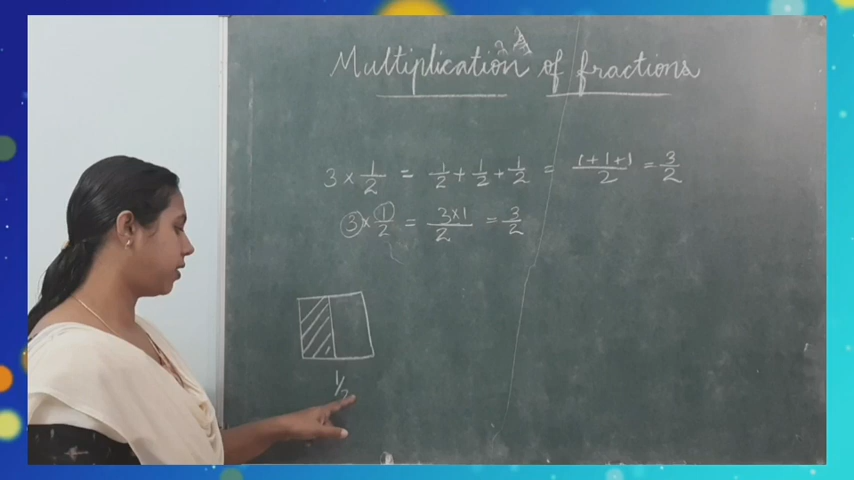 Multiplication of fractions
3 × 1/2 = 1/2 + 1/2 + 1/2 = 1+1+1/2 = 3/2
3 × 1/2 = 3×1/2 = 3/2
1/2